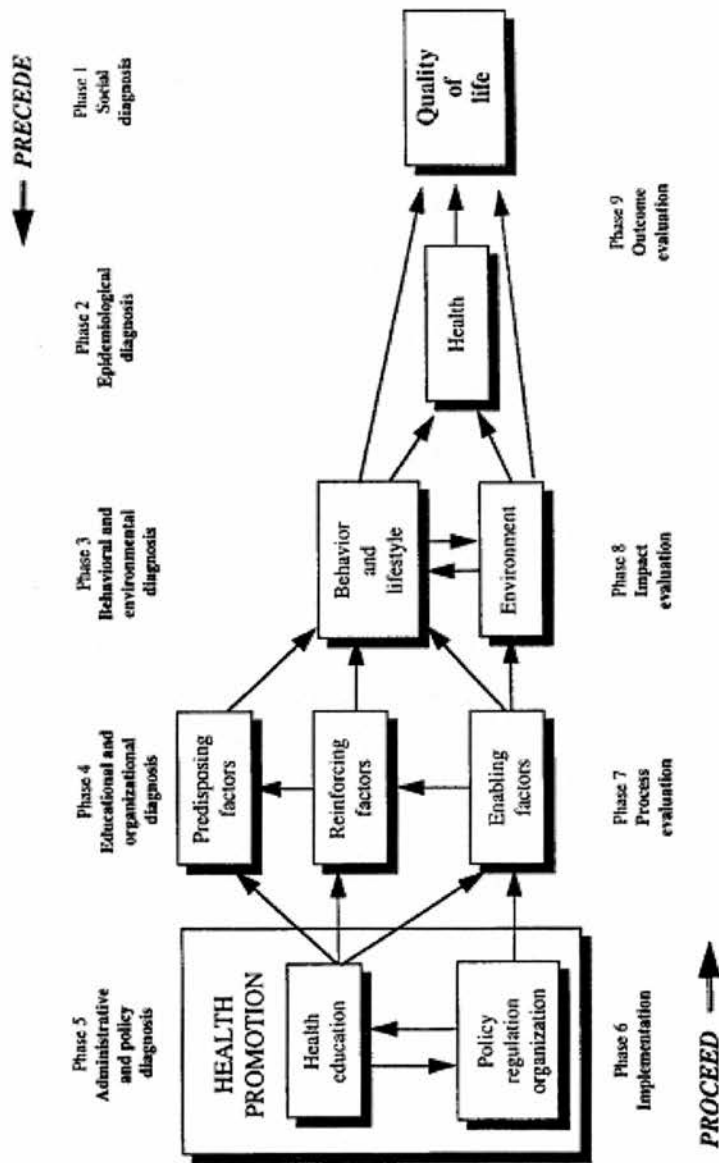 PRECEDE
Phase 5
Administrative
and policy
diagnosis
Phase 4
Educational and
organizational
diagnosis
Phase 3
Behavioral and
environmental
diagnosis
Phase 2
Epidemiological
diagnosis
Phase 1
Social
diagnosis
HEALTH
PROMOTION
Health
education
Policy
regulation
organization
Predisposing
factors
Reinforcing
factors
Enabling
factors
Behavior
and
lifestyle
Environment
Health
Quality
of
life
Phase 6
Implementation
Phase 7
Process
evaluation
Phase 8
Impact
evaluation
Phase 9
Outcome
evaluation
PROCEED